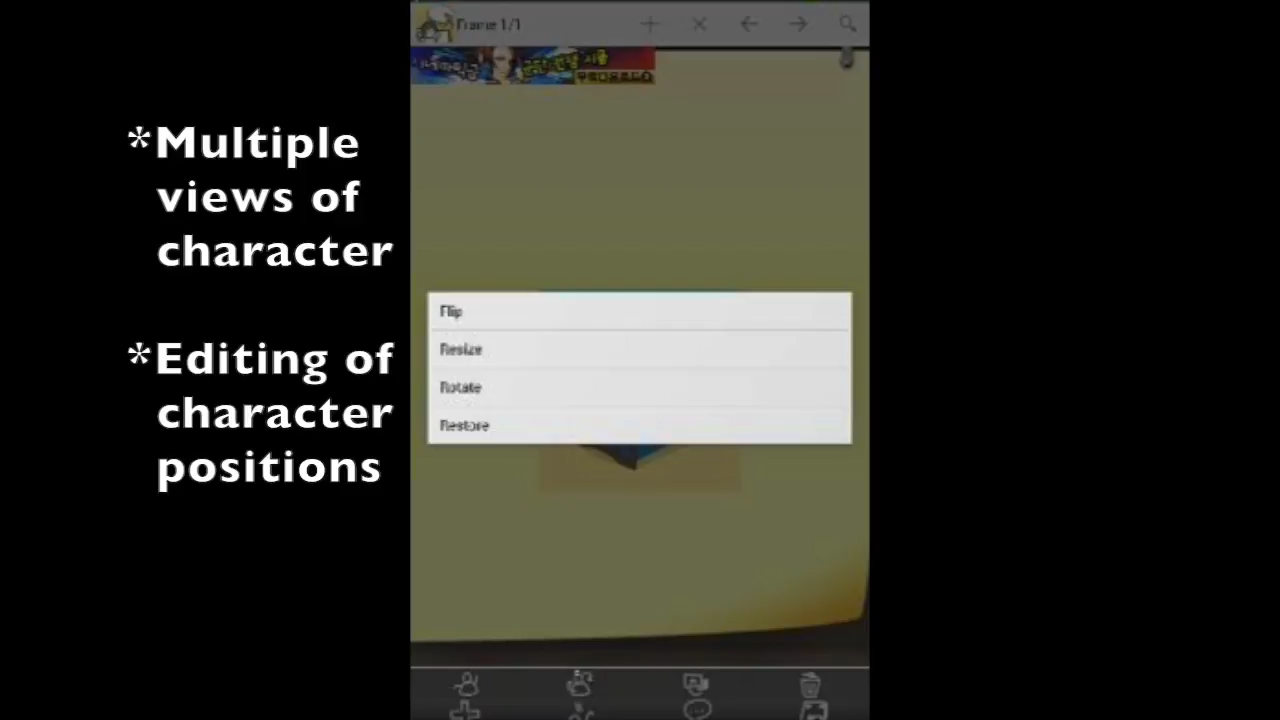 Frame 1/1
*Multiple
views of
character
*Editing of
character
positions
Flip
Resize
Rotate
Restore